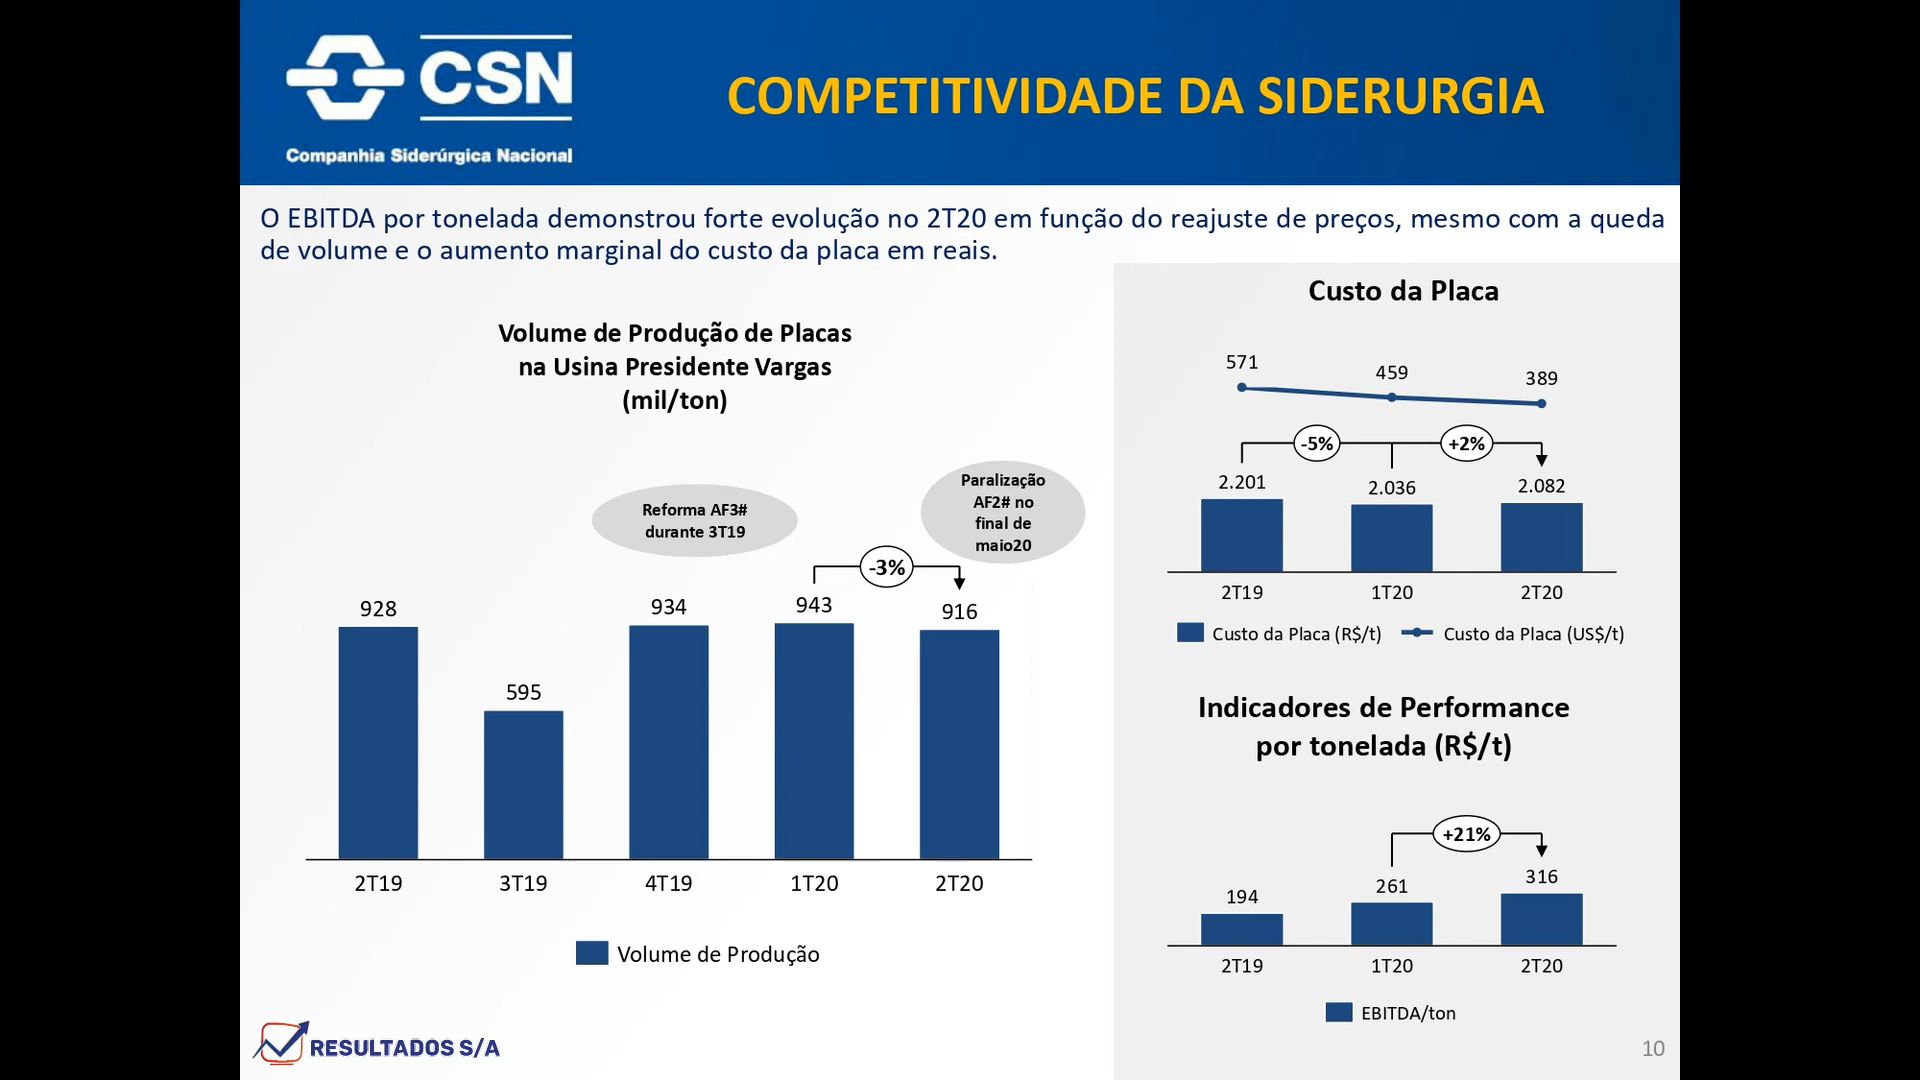 CSN
Companhia Siderúrgica Nacional
COMPETITIVIDADE DA SIDERURGIA
O EBITDA por tonelada demonstrou forte evolução no 2T20 em função do reajuste de preços, mesmo com a queda
de volume e o aumento marginal do custo da placa em reais.
Volume de Produção de Placas
na Usina Presidente Vargas
(mil/ton)
Reforma AF3#
durante 3T19
Paralização
AF2# no
final de
maio20
-3%
928
595
934
943
916
2T19
3T19
4T19
1T20
2T20
Volume de Produção
Custo da Placa
571
459
389
-5%
+2%
2.201
2.036
2.082
2T19
1T20
2T20
Custo da Placa (R$/t)
Custo da Placa (US$/t)
Indicadores de Performance
por tonelada (R$/t)
+21%
194
261
316
2T19
1T20
2T20
EBITDA/ton
RESULTADOS S/A
10